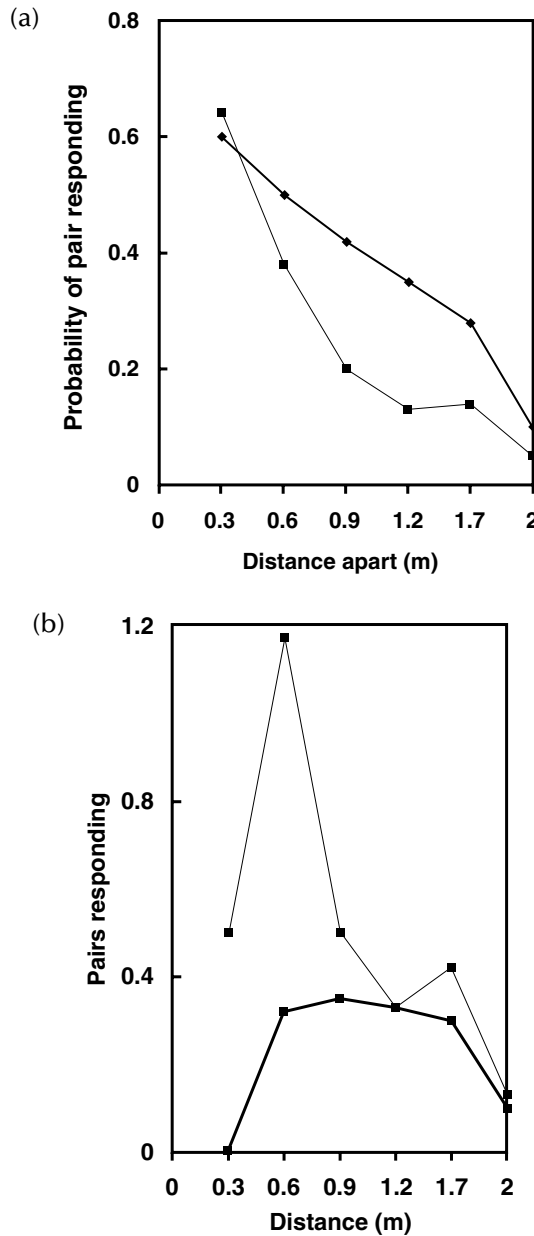 (a)
0.8
0.6
0.4
0.2
0
0 0.3 0.6 0.9 1.2 1.7 2
Probability of pair responding
Distance apart (m)
(b)
1.2
0.8
0.4
0
0 0.3 0.6 0.9 1.2 1.7 2
Pairs responding
Distance (m)